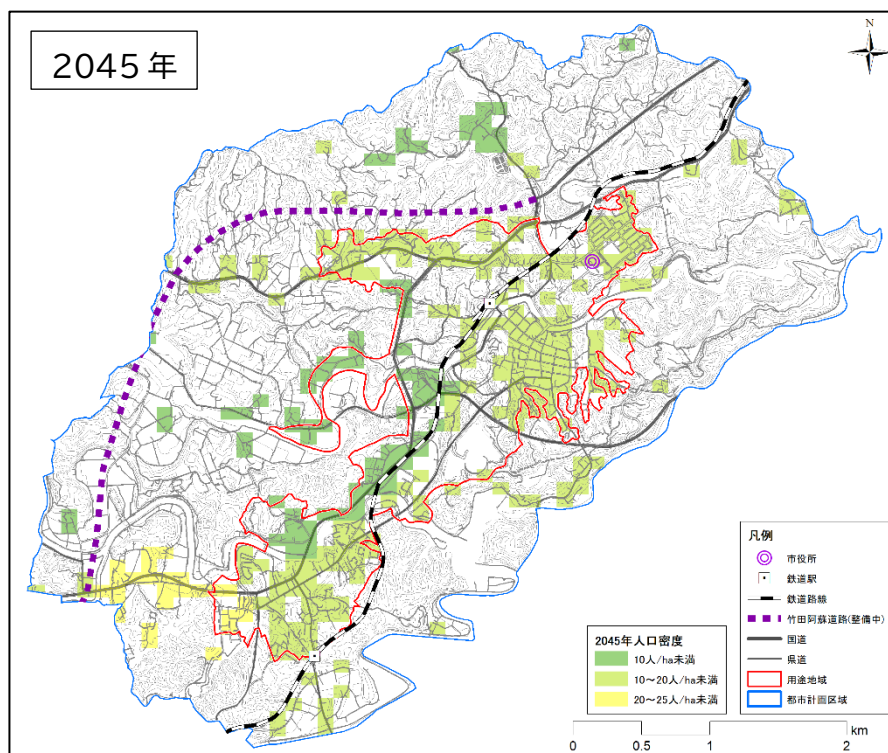 2045年
N
凡例
市役所
鉄道駅
鉄道路線
竹田阿蘇道路(整備中)
国道
県道
用途地域
都市計画区域
2045年人口密度
10人/ha未満
10～20人/ha未満
20～25人/ha未満
km
0 0.5 1 2